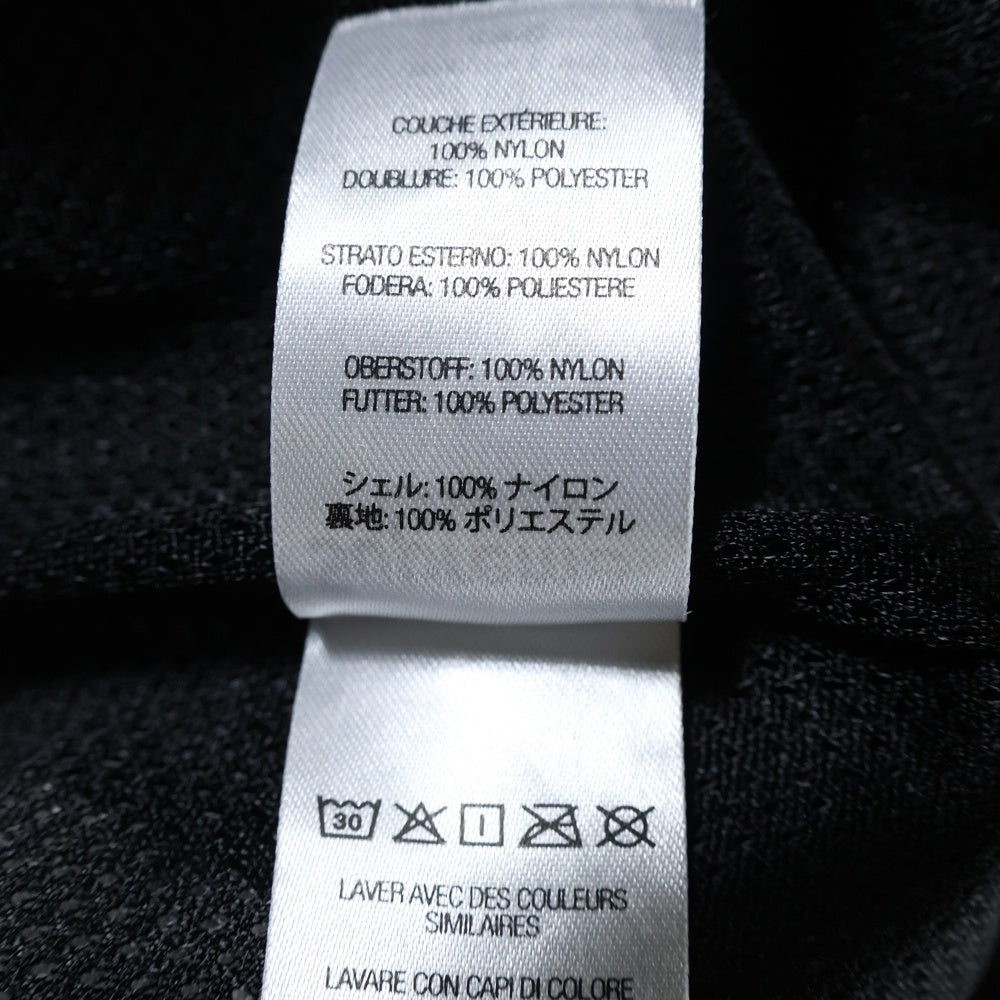 COUCHE EXTÉRIEURE:
100% NYLON
DOUBLURE: 100% POLYESTER
STRATO ESTERNO: 100% NYLON
FODERA: 100% POLIESTERE
OBERSTOFF: 100% NYLON
FUTTER: 100% POLYESTER
シェル: 100% ナイロン
裏地: 100% ポリエステル
30
LAVER AVEC DES COULEURS
SIMILAIRES
LAVARE CON CAPI DI COLORE